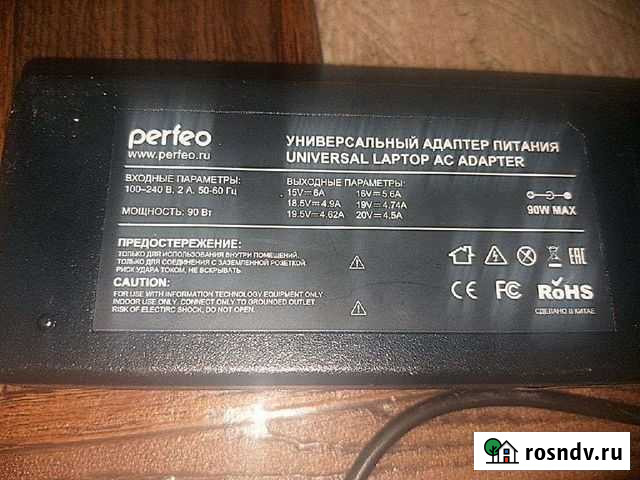 perfeo
www.perfeo.ru
УНИВЕРСАЛЬНЫЙ АДАПТЕР ПИТАНИЯ
UNIVERSAL LAPTOP AC ADAPTER
ВХОДНЫЕ ПАРАМЕТРЫ:
100–240 В, 2 А, 50-60 Гц
МОЩНОСТЬ: 90 Вт
ВЫХОДНЫЕ ПАРАМЕТРЫ:
15V⎓6A 16V⎓5.6A
18.5V⎓4.9A 19V⎓4.74A
19.5V⎓4.62A 20V⎓4.5A
90W MAX
ПРЕДОСТЕРЕЖЕНИЕ:
ТОЛЬКО ДЛЯ ИСПОЛЬЗОВАНИЯ ВНУТРИ ПОМЕЩЕНИЙ.
ТОЛЬКО ДЛЯ СОЕДИНЕНИЯ С ЗАЗЕМЛЕННОЙ РОЗЕТКОЙ.
РИСК УДАРА ТОКОМ, НЕ ВСКРЫВАТЬ.
CAUTION:
FOR USE WITH INFORMATION TECHNOLOGY EQUIPMENT ONLY
INDOOR USE ONLY. CONNECT ONLY TO GROUNDED OUTLET
RISK OF ELECTIRC SHOCK, DO NOT OPEN.
EAC
CE FC RoHS
СДЕЛАНО В КИТАЕ
rosndv.ru